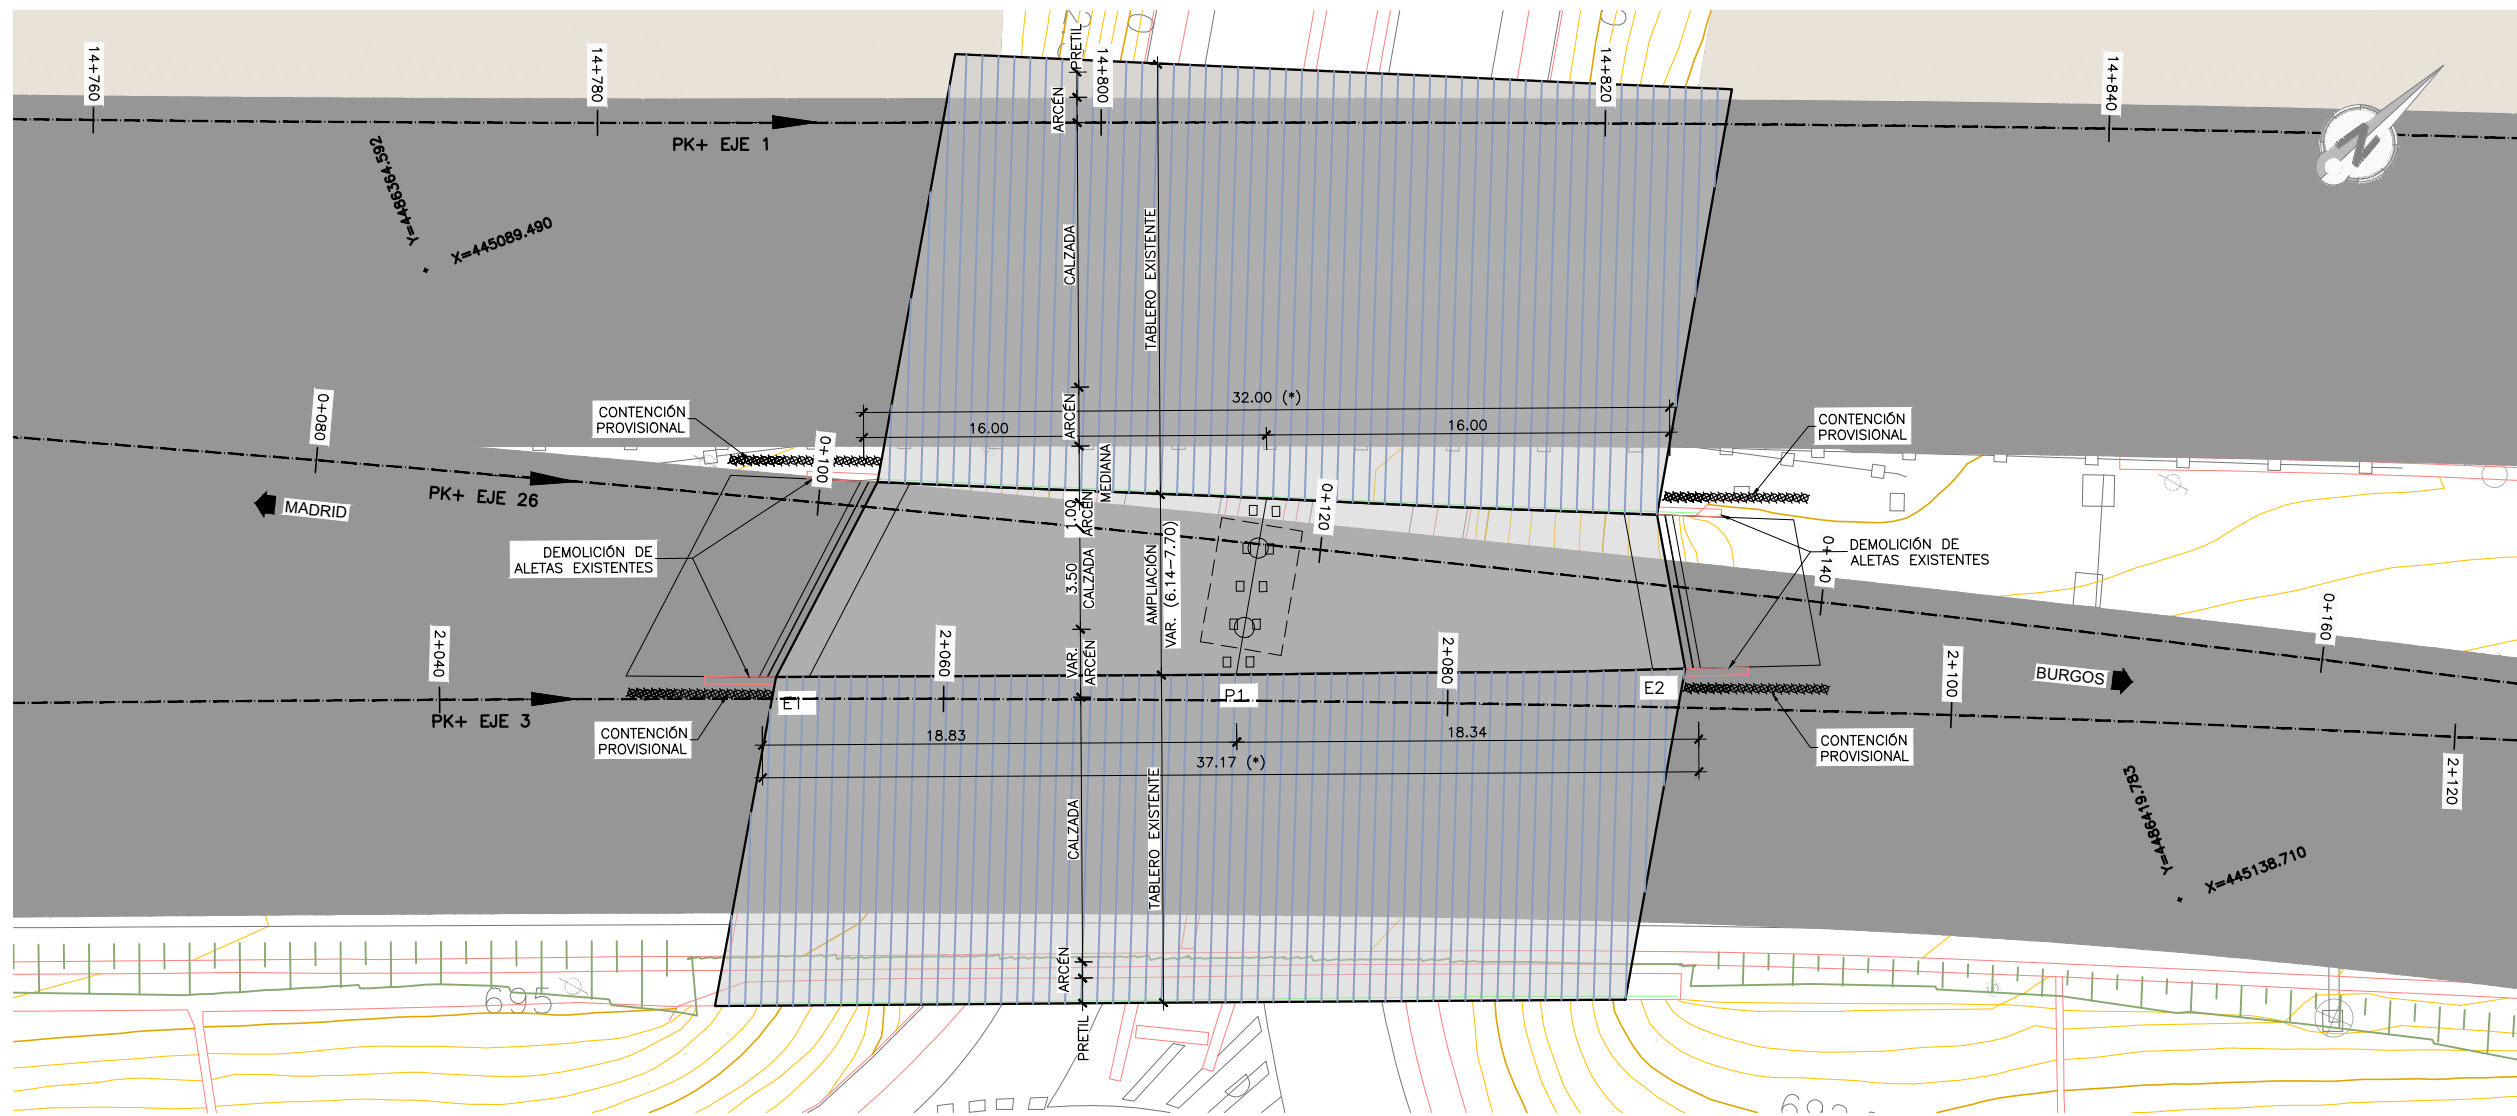 14+760
14+780
PRETIL
14+800
14+820
14+840
ARCÉN
PK+ EJE 1
Y=4486364.592
X=445089.490
CALZADA
TABLERO EXISTENTE
N
0+080
CONTENCIÓN
PROVISIONAL
0+100
ARCÉN
32.00 (*)
16.00
16.00
CONTENCIÓN
PROVISIONAL
MEDIANA
PK+ EJE 26
MADRID
1.00
ARCÉN
0+120
DEMOLICIÓN DE
ALETAS EXISTENTES
3.50
CALZADA
AMPLIACIÓN
VAR. (6.14-7.70)
0+140
DEMOLICIÓN DE
ALETAS EXISTENTES
0+160
2+040
2+060
VAR.
ARCÉN
2+080
2+100
BURGOS
E1
P1
E2
PK+ EJE 3
CONTENCIÓN
PROVISIONAL
18.83
18.34
37.17 (*)
CONTENCIÓN
PROVISIONAL
2+120
CALZADA
TABLERO EXISTENTE
Y=4486419.783
X=445138.710
ARCÉN
695
PRETIL